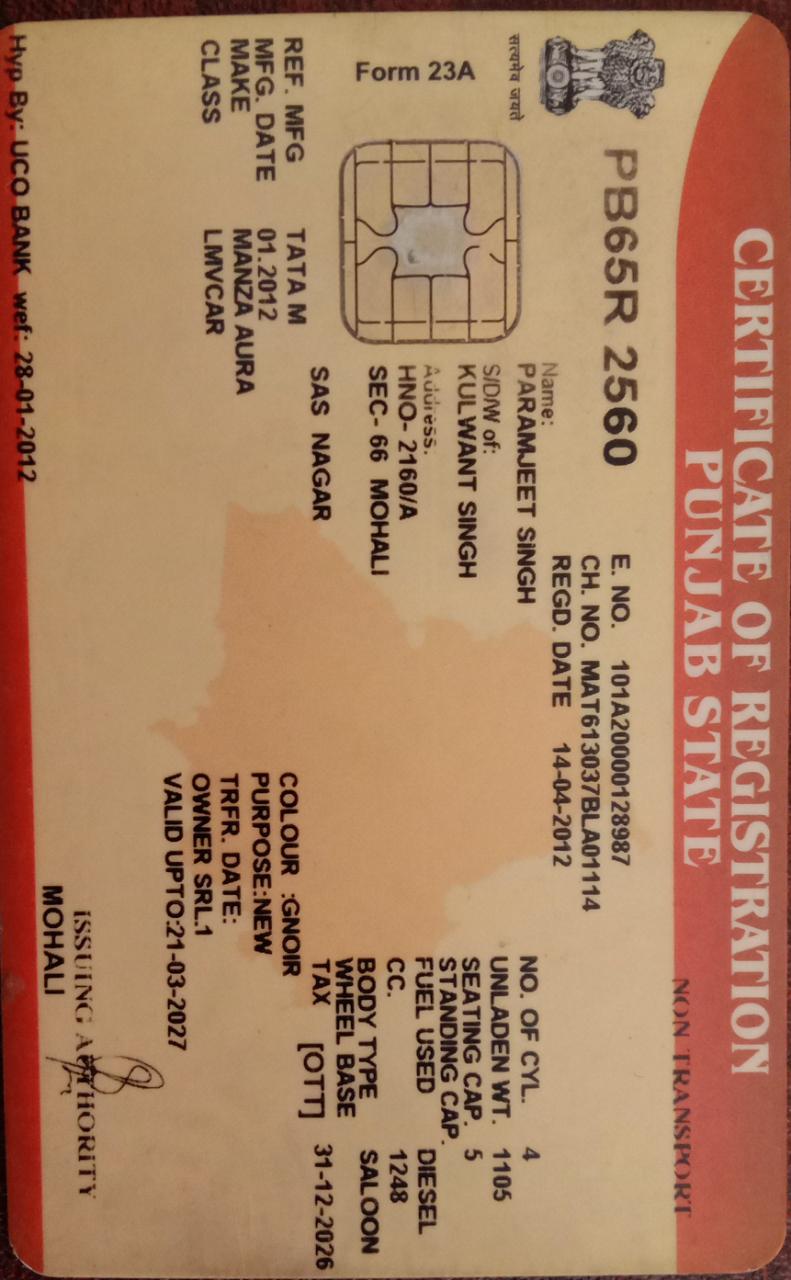 CERTIFICATE OF REGISTRATION
PUNJAB STATE
NON TRANSPORT
सत्यमेव जयते
PB65R 2560
Form 23A
E. NO. 101A20000128987
CH. NO. MAT613037BLA01114
REGD. DATE 14-04-2012
Name:
PARAMJEET SINGH
S/D/W of:
KULWANT SINGH
Address:
HNO- 2160/A
SEC- 66 MOHALI
SAS NAGAR
NO. OF CYL. 4
UNLADEN WT. 1105
SEATING CAP. 5
STANDING CAP.
FUEL USED DIESEL
CC. 1248
BODY TYPE SALOON
WHEEL BASE
TAX [OTT] 31-12-2026
REF. MFG TATA M
MFG. DATE 01.2012
MAKE MANZA AURA
CLASS LMVCAR
COLOUR :GNOIR
PURPOSE:NEW
TRFR. DATE:
OWNER SRL.1
VALID UPTO:21-03-2027
ISSUING AUTHORITY
MOHALI
Hyp By: UCO BANK wef: 28-01-2012